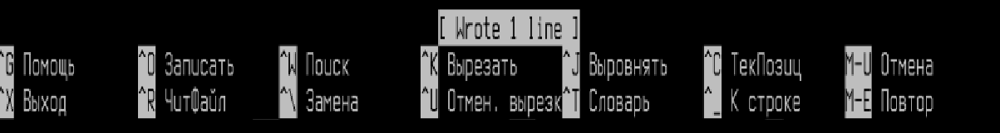 [ Wrote 1 line ]
^G Помощь ^O Записать ^W Поиск ^K Вырезать ^J Выровнять ^C ТекПозиц M-U Отмена
^X Выход ^R ЧитФайл ^\ Замена ^U Отмен. вырезк ^T Словарь ^_ К строке M-E Повтор